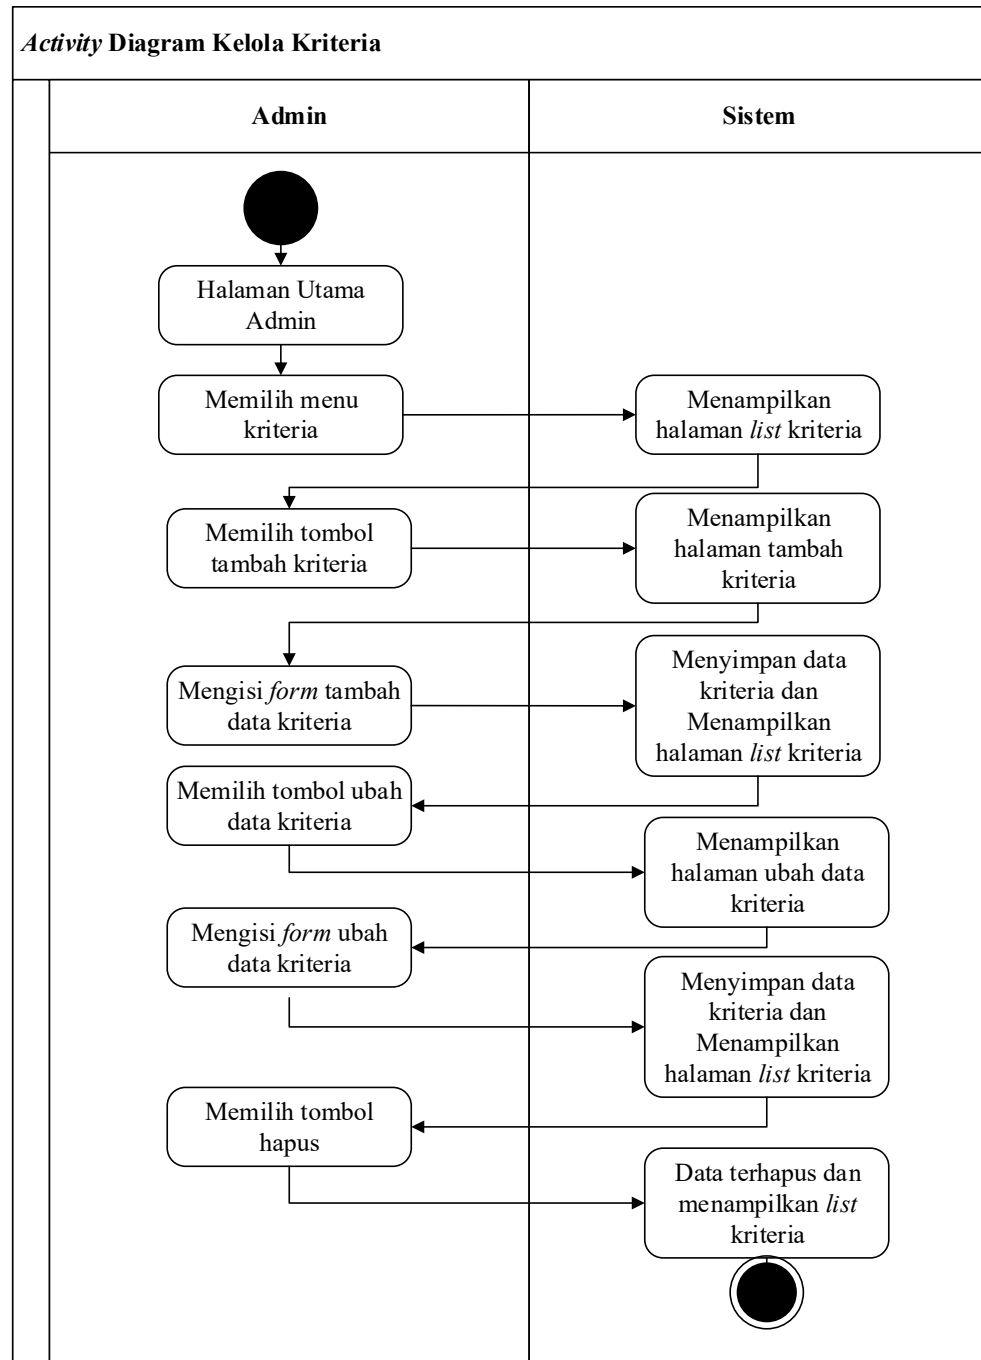 Activity Diagram Kelola Kriteria
Admin
Sistem
Halaman Utama
Admin
Memilih menu
kriteria
Menampilkan
halaman list kriteria
Memilih tombol
tambah kriteria
Menampilkan
halaman tambah
kriteria
Mengisi form tambah
data kriteria
Menyimpan data
kriteria dan
Menampilkan
halaman list kriteria
Memilih tombol ubah
data kriteria
Menampilkan
halaman ubah data
kriteria
Mengisi form ubah
data kriteria
Menyimpan data
kriteria dan
Menampilkan
halaman list kriteria
Memilih tombol
hapus
Data terhapus dan
menampilkan list
kriteria